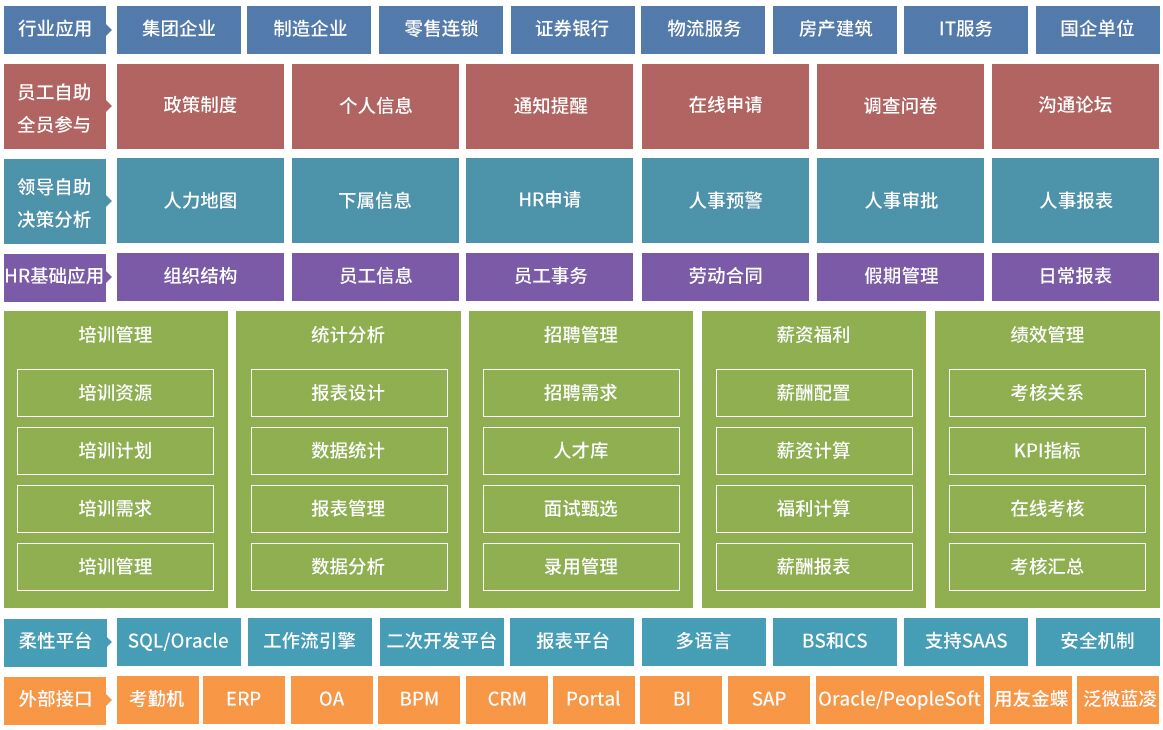 行业应用
集团企业
制造企业
零售连锁
证券银行
物流服务
房产建筑
IT服务
国企单位
员工自助
全员参与
政策制度
个人信息
通知提醒
在线申请
调查问卷
沟通论坛
领导自助
决策分析
人力地图
下属信息
HR申请
人事预警
人事审批
人事报表
HR基础应用
组织结构
员工信息
员工事务
劳动合同
假期管理
日常报表
培训管理
培训资源
培训计划
培训需求
培训管理
统计分析
报表设计
数据统计
报表管理
数据分析
招聘管理
招聘需求
人才库
面试甄选
录用管理
薪资福利
薪酬配置
薪资计算
福利计算
薪酬报表
绩效管理
考核关系
KPI指标
在线考核
考核汇总
柔性平台
SQL/Oracle
工作流引擎
二次开发平台
报表平台
多语言
BS和CS
支持SAAS
安全机制
外部接口
考勤机
ERP
OA
BPM
CRM
Portal
BI
SAP
Oracle/PeopleSoft
用友金蝶
泛微蓝凌